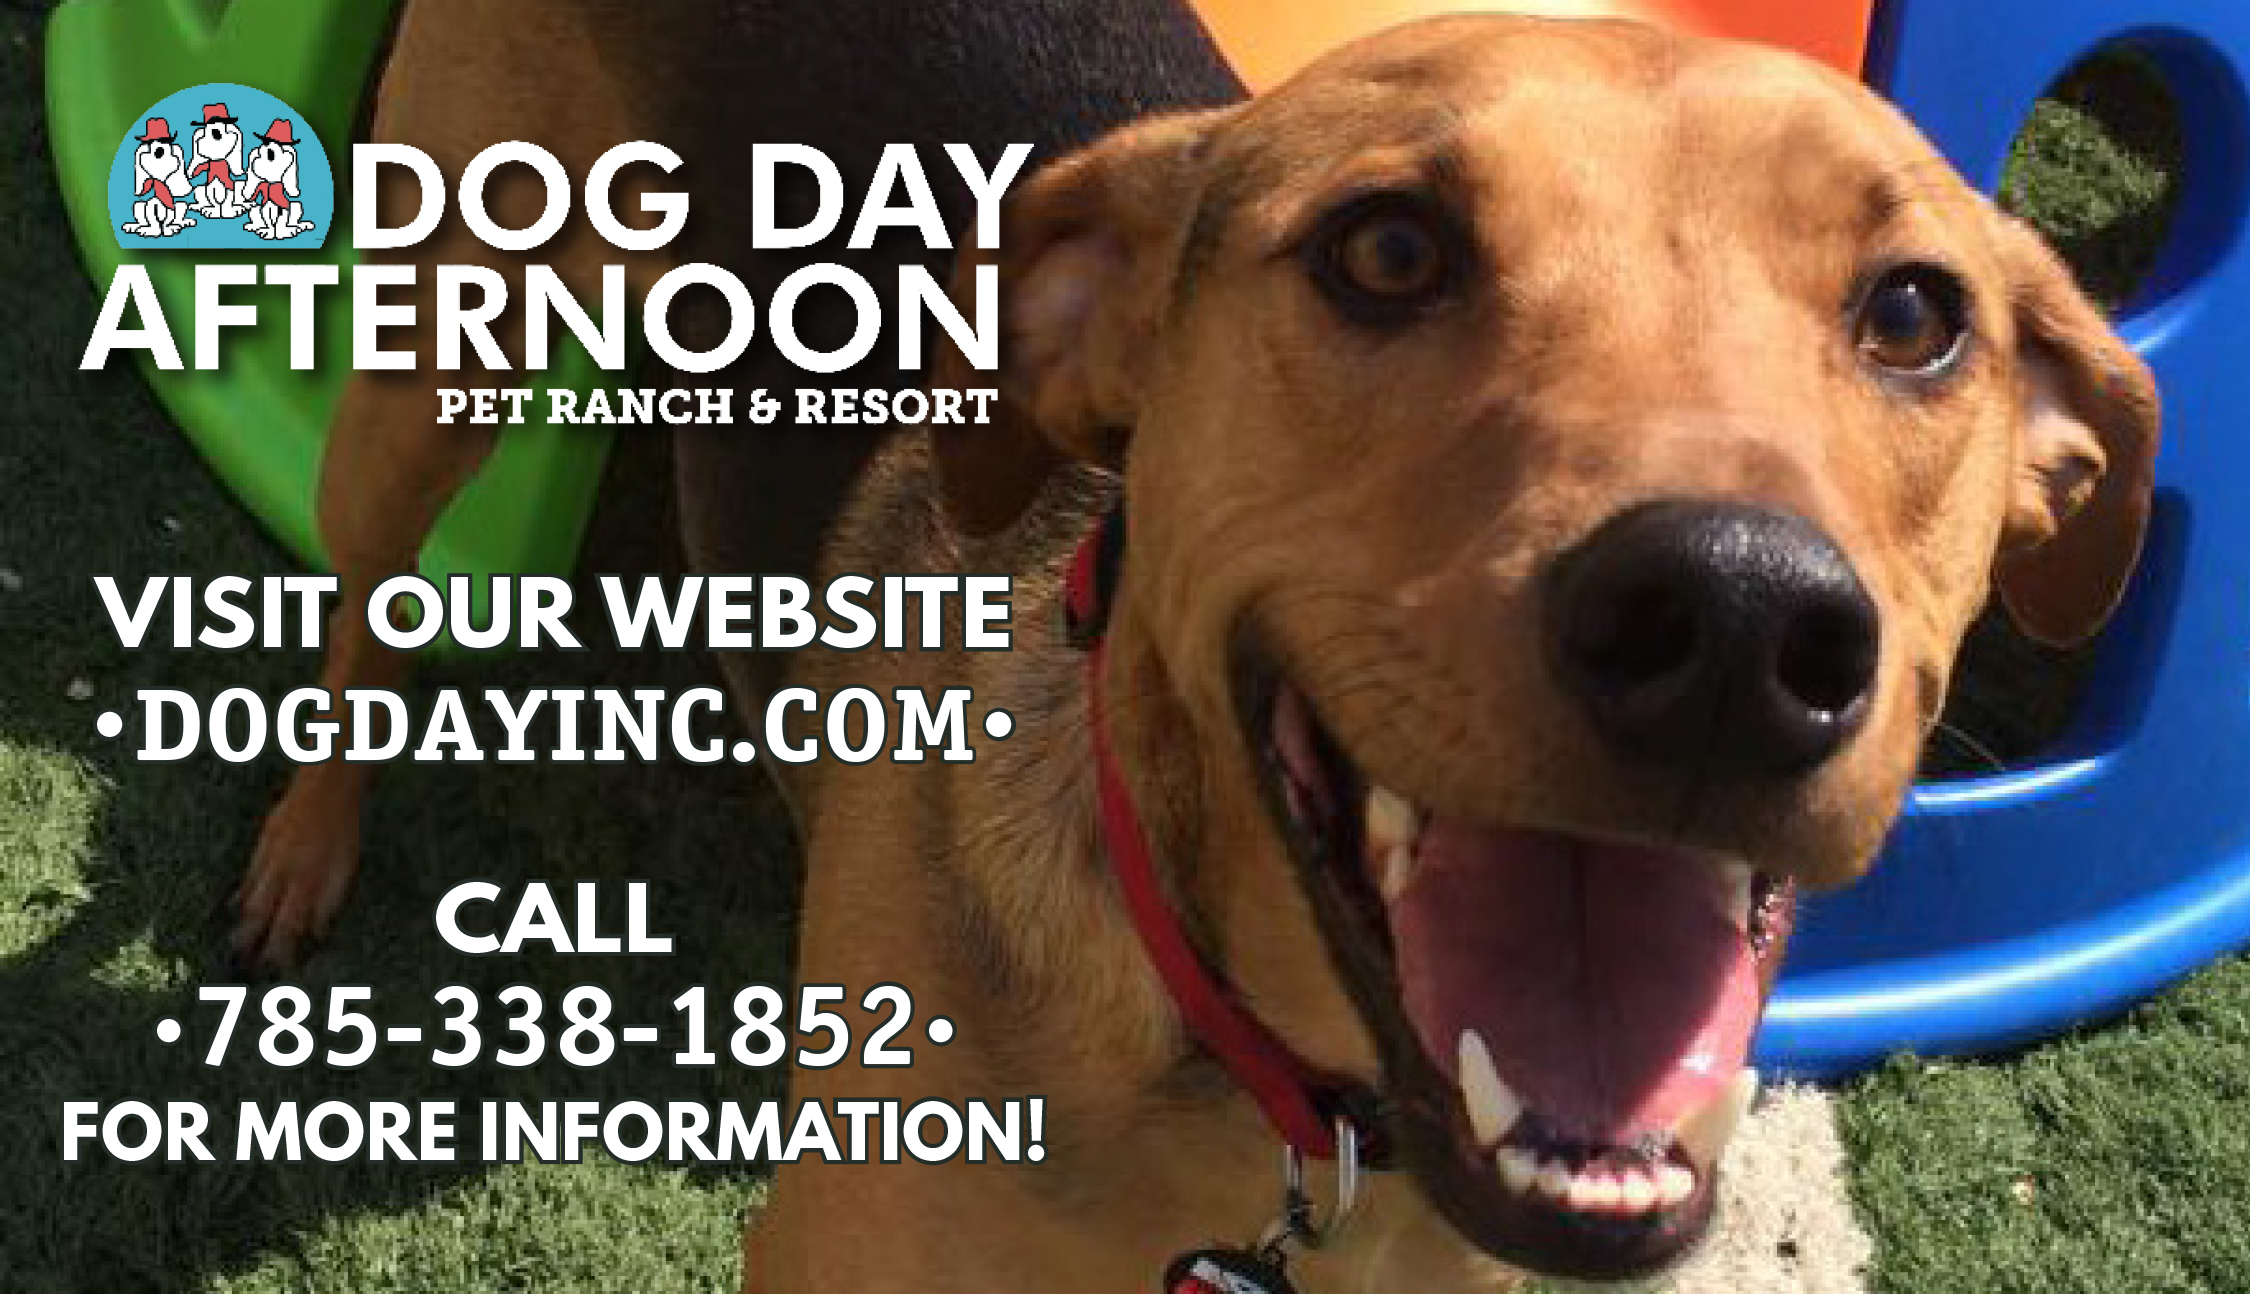 DOG DAY
AFTERNOON
PET RANCH & RESORT
VISIT OUR WEBSITE
•DOGDAYINC.COM•
CALL
•785-338-1852•
FOR MORE INFORMATION!